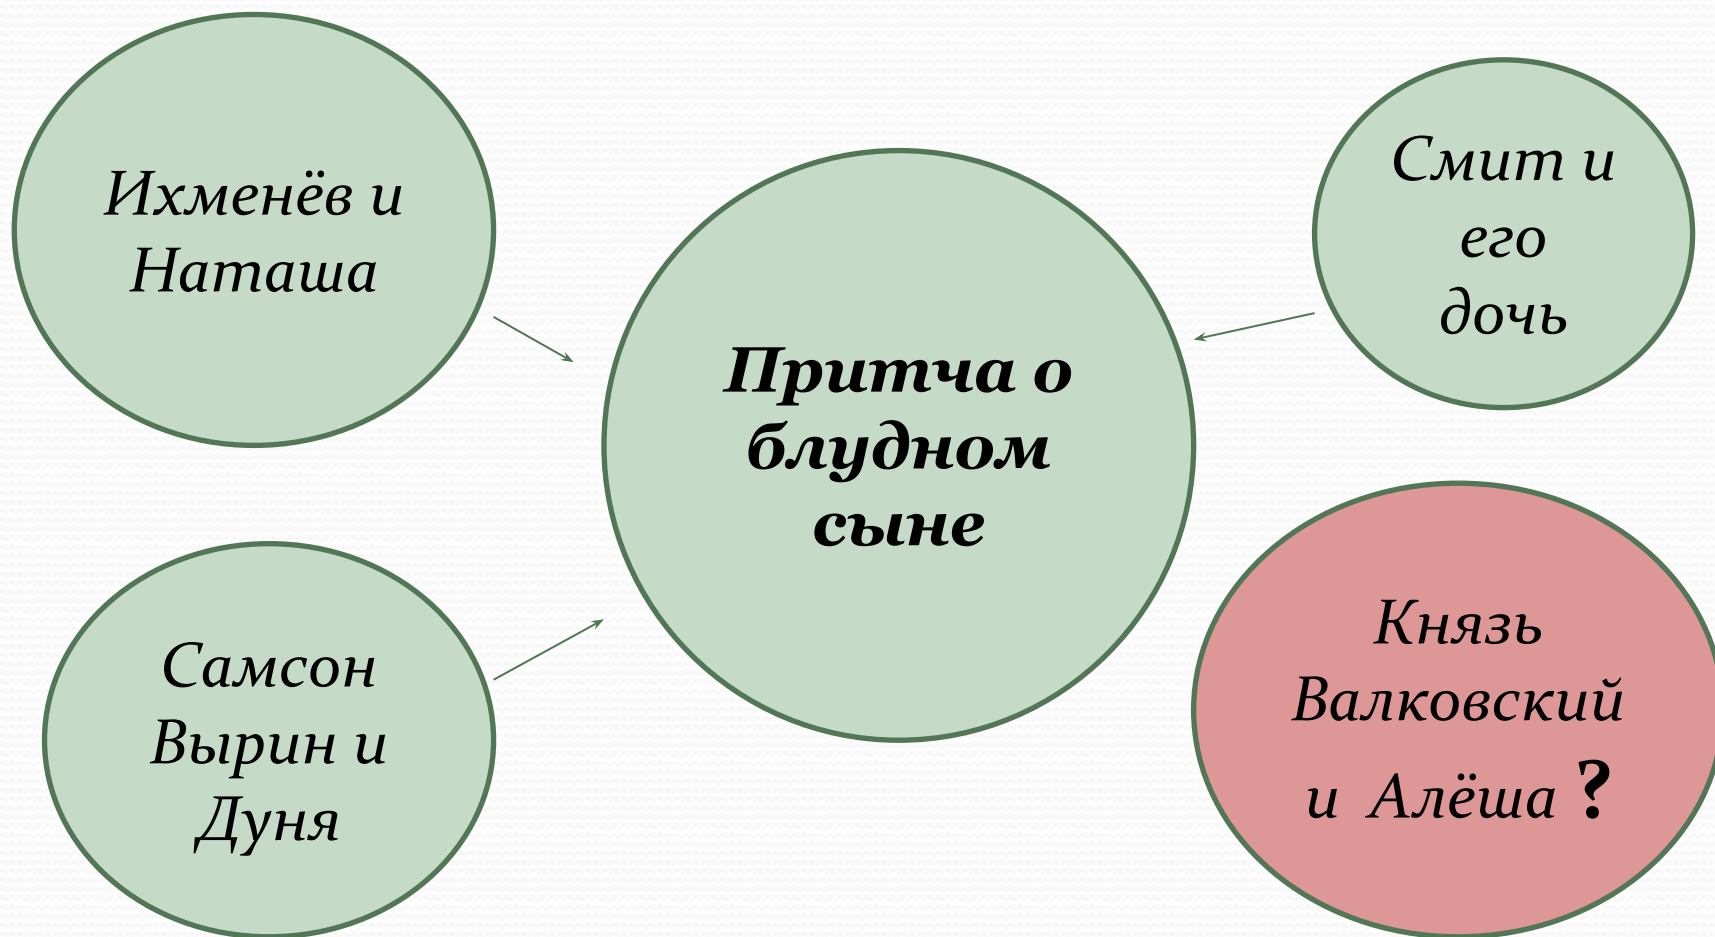 Ихменёв и
Наташа
Смит и
его
дочь
Притча о
блудном
сыне
Самсон
Вырин и
Дуня
Князь
Валковский
и Алёша ?